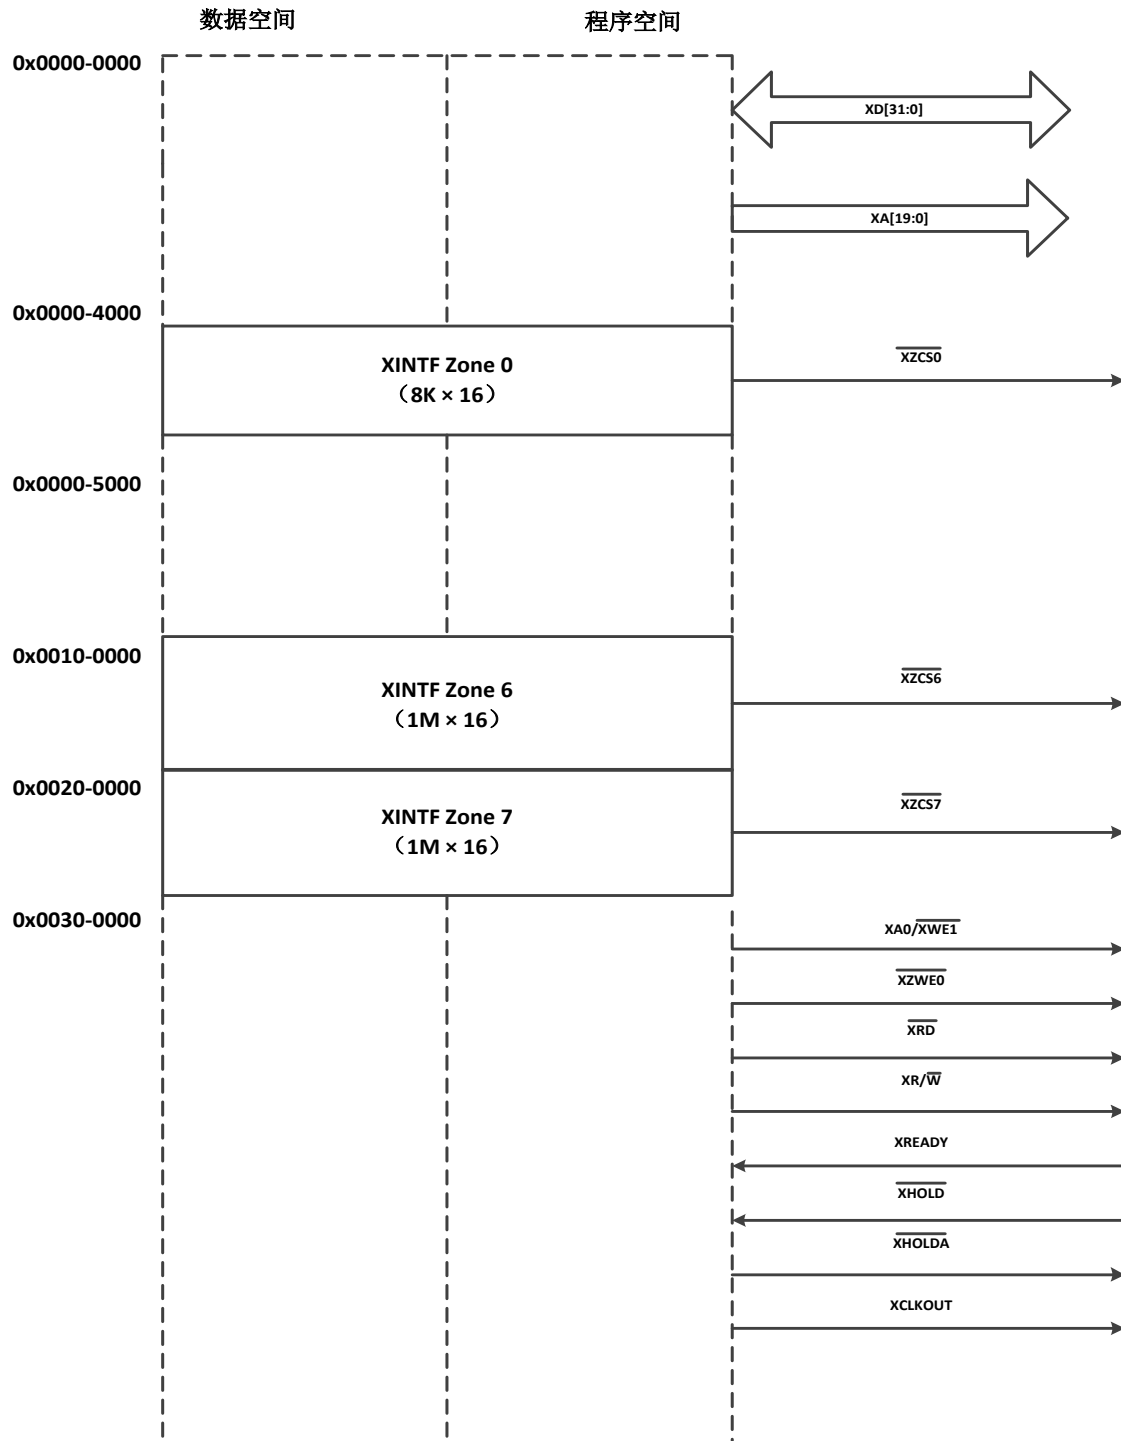 数据空间 程序空间
0x0000-0000
XD[31:0]
XA[19:0]
0x0000-4000
XINTF Zone 0
（8K × 16）
XZCS0
0x0000-5000
0x0010-0000
XINTF Zone 6
（1M × 16）
XZCS6
0x0020-0000
XINTF Zone 7
（1M × 16）
XZCS7
0x0030-0000
XA0/XWE1
XZWE0
XRD
XR/W
XREADY
XHOLD
XHOLDA
XCLKOUT